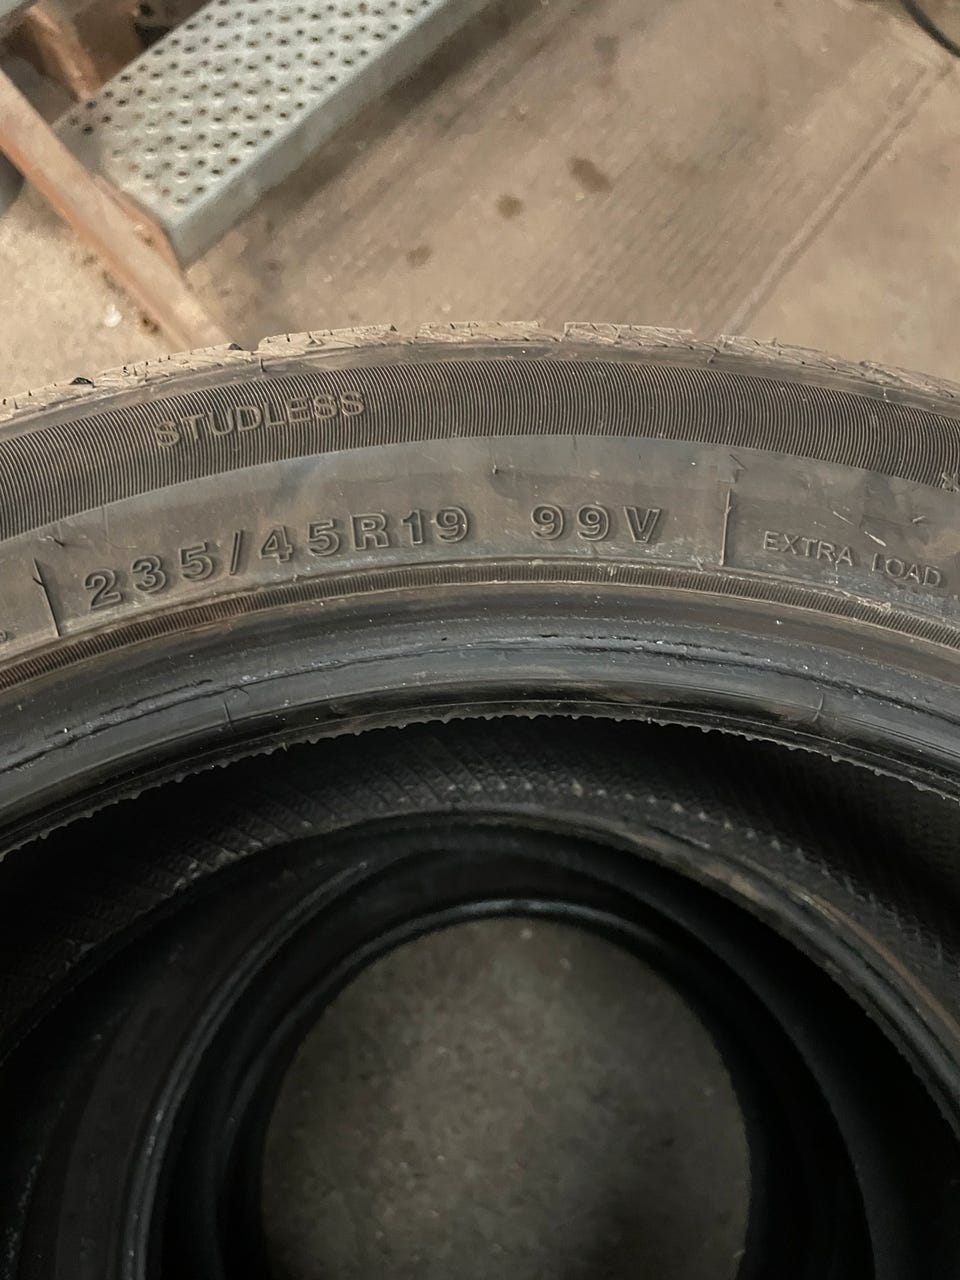 STUDLESS
235/45R19 99V
EXTRA LOAD